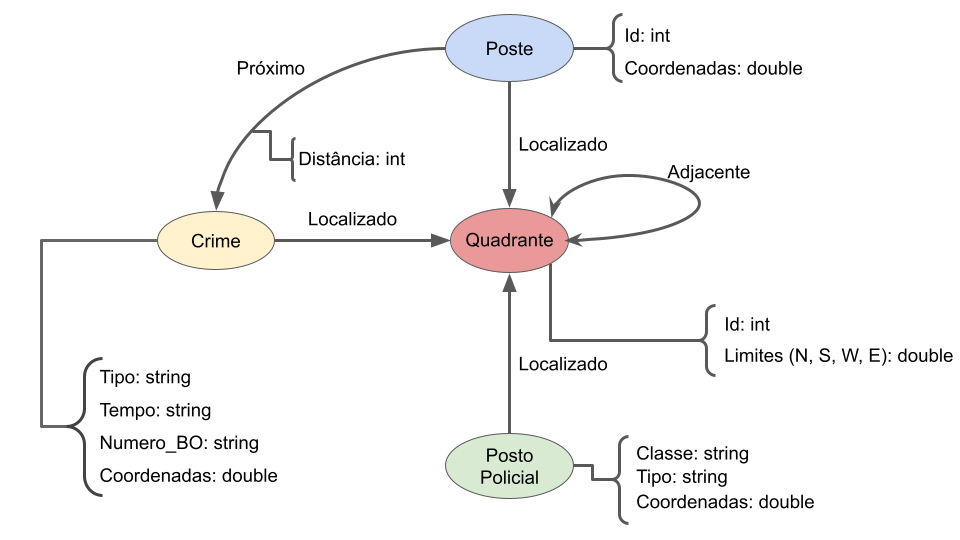 Poste
Id: int
Coordenadas: double
Próximo
Distância: int
Localizado
Adjacente
Crime
Localizado
Quadrante
Id: int
Limites (N, S, W, E): double
Localizado
Tipo: string
Tempo: string
Numero_BO: string
Coordenadas: double
Posto
Policial
Classe: string
Tipo: string
Coordenadas: double